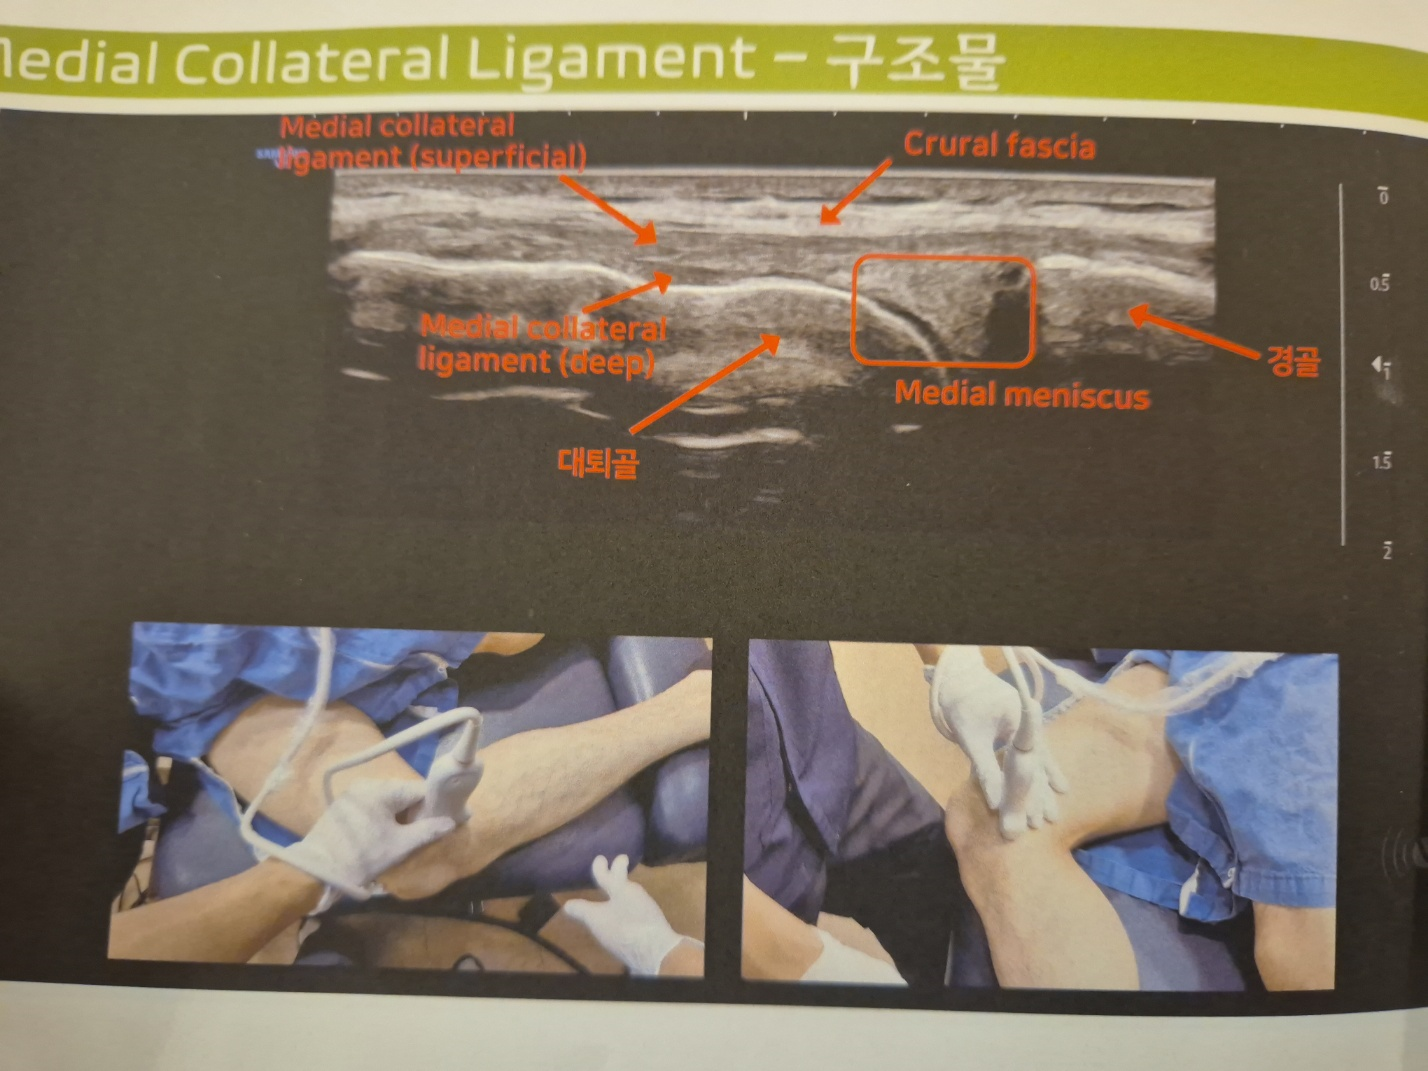 Medial Collateral Ligament – 구조물
Medial collateral
ligament (superficial)
Crural fascia
0
0.5
Medial collateral
ligament (deep)
경골
1
Medial meniscus
대퇴골
1.5
2